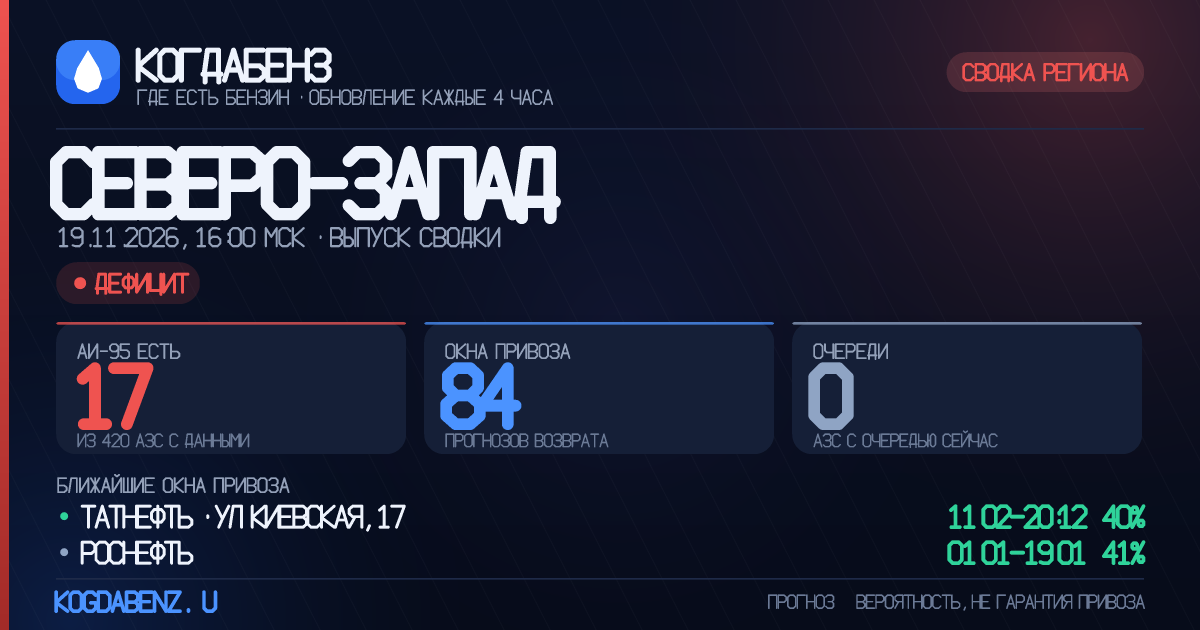 КОГДАБЕНЗ
ГДЕ ЕСТЬ БЕНЗИН · ОБНОВЛЕНИЕ КАЖДЫЕ 4 ЧАСА
СВОДКА РЕГИОНА
СЕВЕРО-ЗАПАД
19.11 2026, 16:00 МСК · ВЫПУСК СВОДКИ
ДЕФИЦИТ
АИ-95 ЕСТЬ
17
ИЗ 420 АЗС С ДАННЫМИ
ОКНА ПРИВОЗА
84
ПРОГНОЗОВ ВОЗВРАТА
ОЧЕРЕДИ
0
АЗС С ОЧЕРЕДЬЮ СЕЙЧАС
БЛИЖАЙШИЕ ОКНА ПРИВОЗА
• ТАТНЕФТЬ · УЛ КИЕВСКАЯ, 17 11 02–20:12 40%
• РОСНЕФТЬ 01 01–19 01 41%
KOGDABENZ. U
ПРОГНОЗ ВЕРОЯТНОСТЬ, НЕ ГАРАНТИЯ ПРИВОЗА